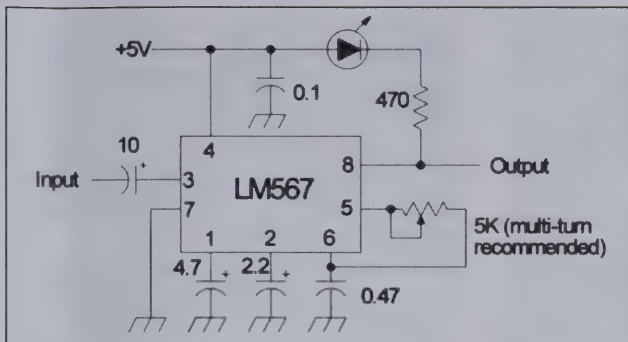 +5V
0.1
470
10
4
Input
3
8
Output
LM567
7
5
5K (multi-turn
recommended)
1
2
6
4.7
2.2
0.47